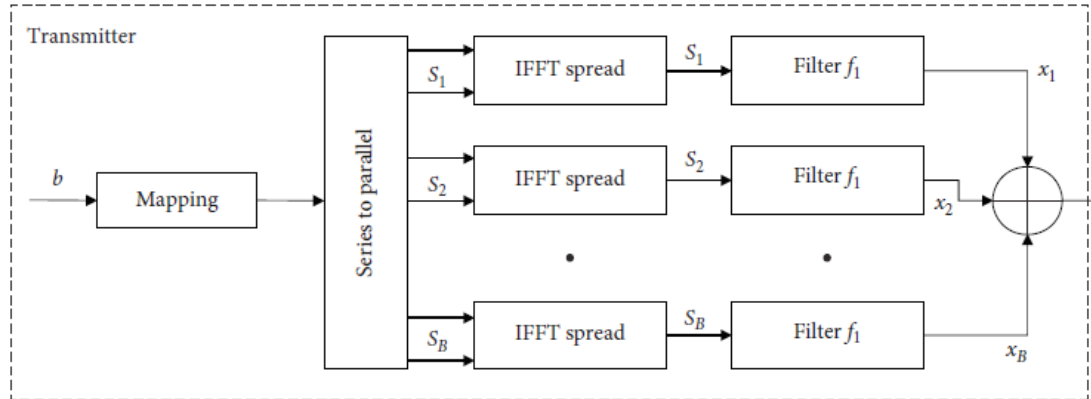 Transmitter
b
Mapping
Series to parallel
S1
IFFT spread
S1
Filter f1
x1
S2
IFFT spread
S2
Filter f1
x2
SB
IFFT spread
SB
Filter f1
xB